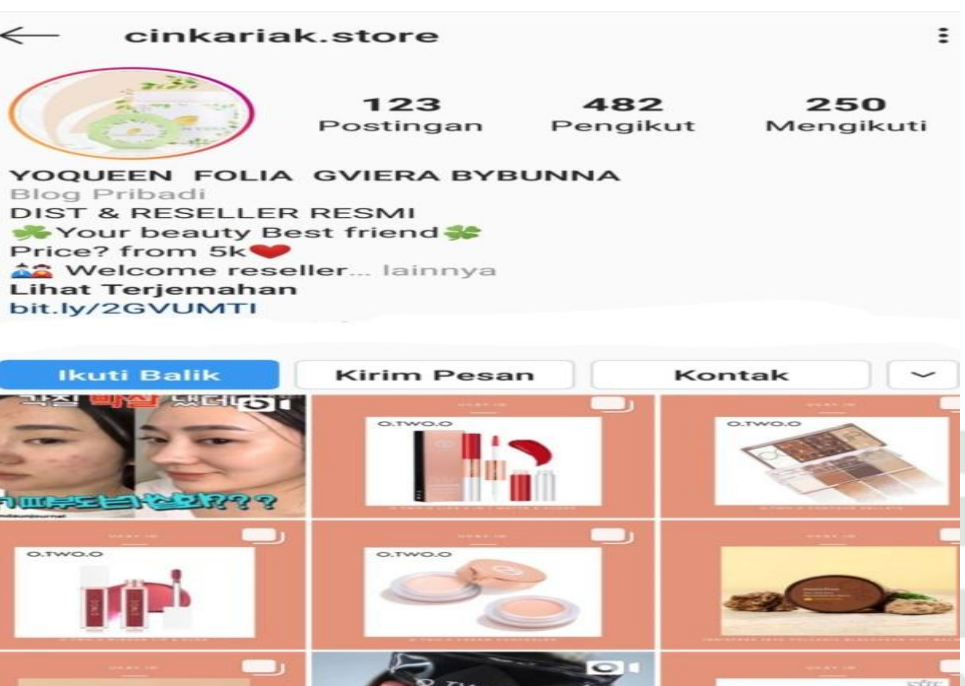 cinkariak.store
123 482 250
Postingan Pengikut Mengikuti
YOQUEEN FOLIA GVIERA BYBUNNA
Blog Pribadi
DIST & RESELLER RESMI
🍀Your beauty Best friend🍀
Price? from 5k❤️
Welcome reseller... lainnya
Lihat Terjemahan
bit.ly/2GVUMTI
Ikuti Balik Kirim Pesan Kontak
O.TWO.O O.TWO.O
O.TWO.O O.TWO.O